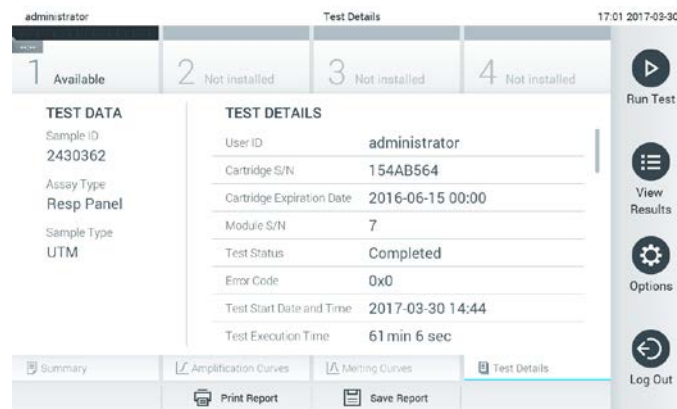 administrator Test Details 17:01 2017-03-30
--:--
1 Available 2 Not installed 3 Not installed 4 Not installed
Run Test
TEST DATA
Sample ID
2430362
Assay Type
Resp Panel
Sample Type
UTM
TEST DETAILS
User ID administrator
Cartridge S/N 154AB564
Cartridge Expiration Date 2016-06-15 00:00
Module S/N 7
Test Status Completed
Error Code 0x0
Test Start Date and Time 2017-03-30 14:44
Test Execution Time 61 min 6 sec
View
Results
Options
Log Out
Summary Amplification Curves Melting Curves Test Details
Print Report Save Report